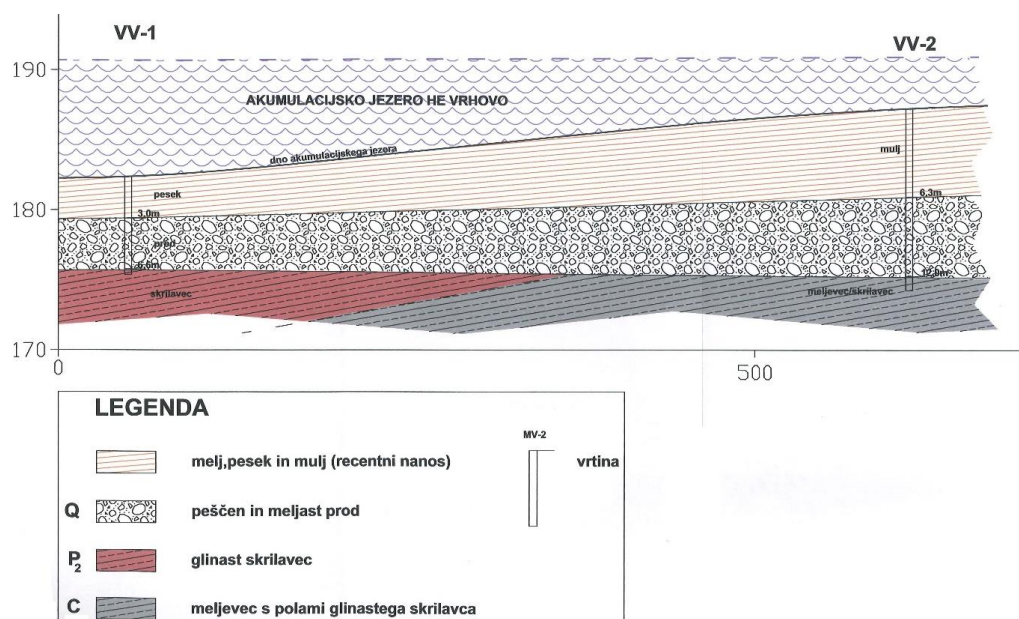 VV-1
VV-2
190
AKUMULACIJSKO JEZERO HE VRHOVO
dno akumulacijskega jezera
mulj
pesek
6,3m
180
3,0m
prod
6,6m
12,0m
skrilavec
meljevec/skrilavec
170
0
500
LEGENDA
MV-2
melj,pesek in mulj (recentni nanos)
vrtina
Q
peščen in meljast prod
P2
glinast skrilavec
C
meljevec s polami glinastega skrilavca